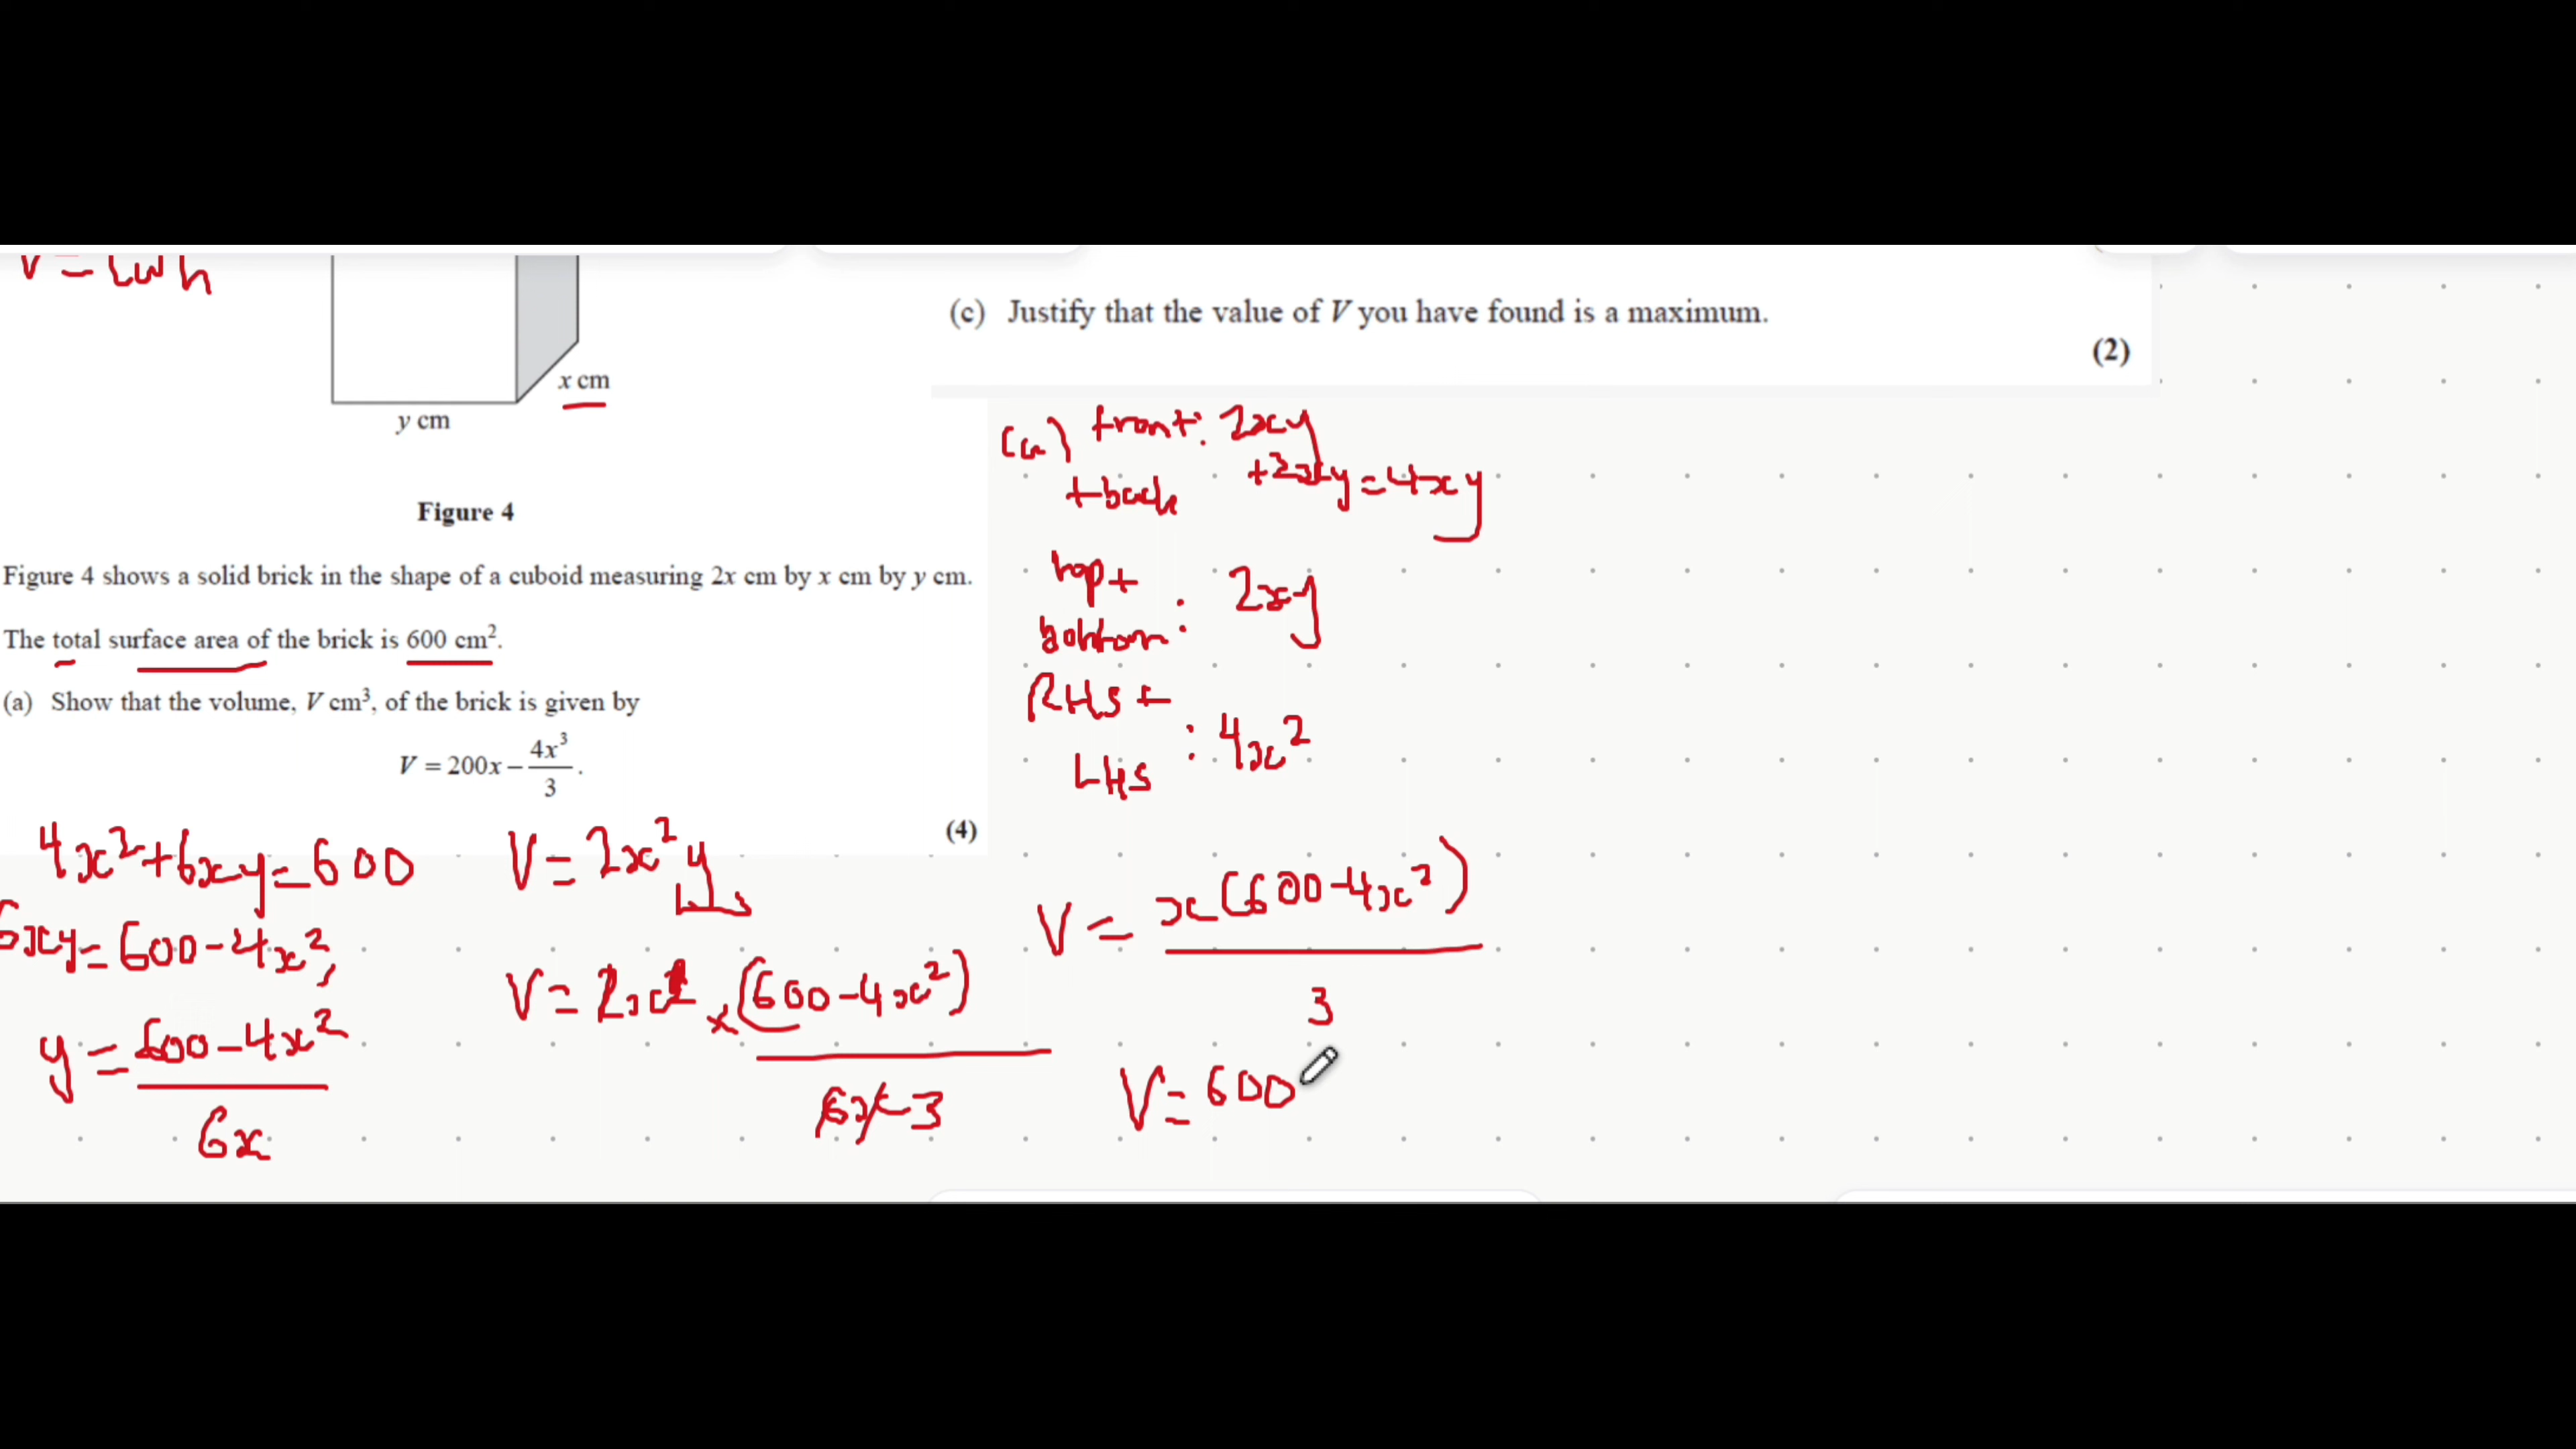 V = lwh
x cm
y cm
Figure 4
Figure 4 shows a solid brick in the shape of a cuboid measuring 2x cm by x cm by y cm.
The total surface area of the brick is 600 cm².
(a) Show that the volume, V cm³, of the brick is given by
V = 200x − 4x³/3.
(4)
4x²+6xy=600
6xy=600-4x²
y = 600-4x²
6x
V=2x²y
V=2x² × (600-4x²)
6x 3
(c) Justify that the value of V you have found is a maximum.
(2)
(a) front: 2xy
+back +2xy=4xy
top+
bottom : 2xy
RHS +
LHS : 4x²
V = x(600-4x²)
3
V=600